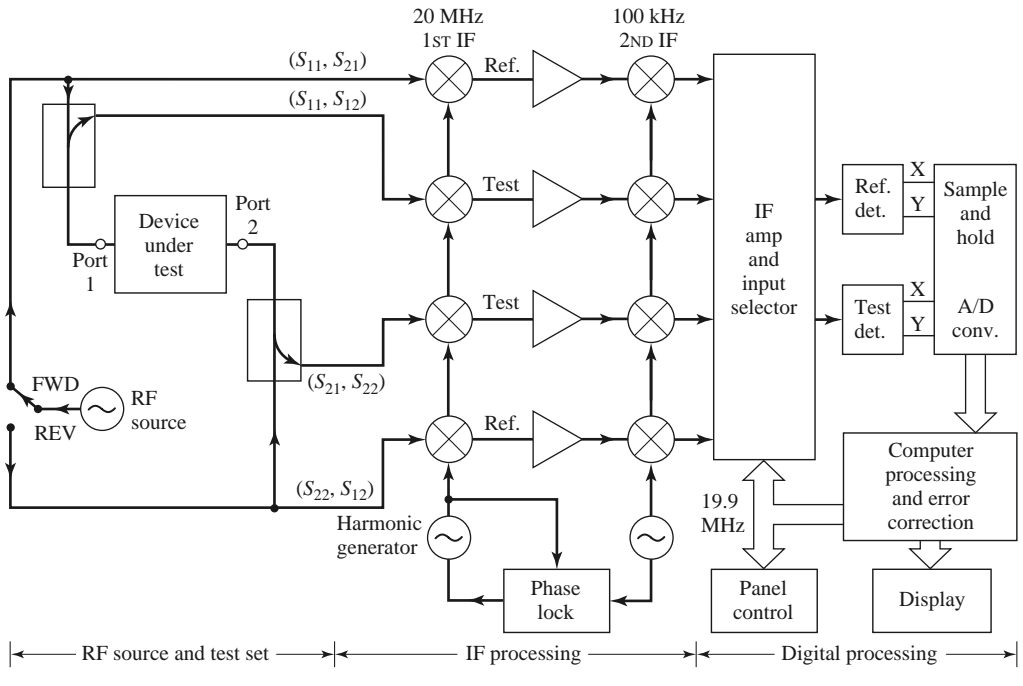 20 MHz
1ST IF
100 kHz
2ND IF
(S₁₁, S₂₁)
Ref.
(S₁₁, S₁₂)
Test
Device
under
test
Port
1
Port
2
Test
(S₂₁, S₂₂)
FWD
REV
RF
source
Ref.
(S₂₂, S₁₂)
Harmonic
generator
Phase
lock
IF
amp
and
input
selector
Ref.
det.
X
Y
Sample
and
hold
Test
det.
X
Y
A/D
conv.
19.9
MHz
Computer
processing
and error
correction
Panel
control
Display
RF source and test set
IF processing
Digital processing